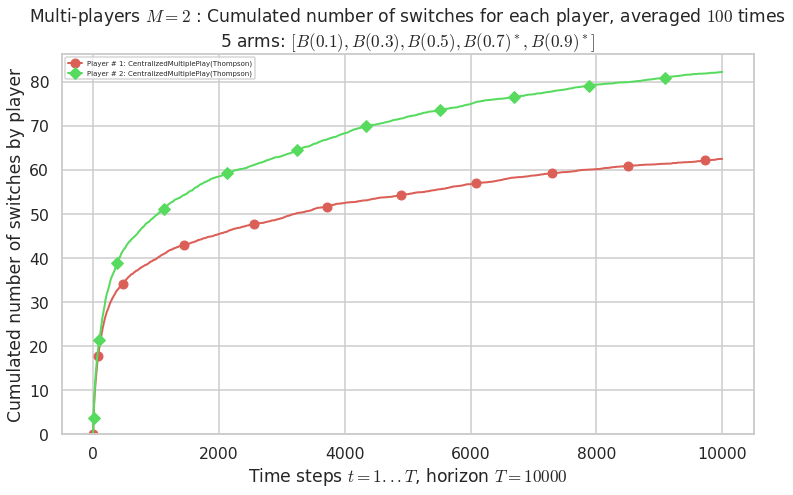 Multi-players M = 2 : Cumulated number of switches for each player, averaged 100 times
5 arms: [B(0.1), B(0.3), B(0.5), B(0.7)*, B(0.9)*]
Player # 1: CentralizedMultiplePlay(Thompson)
Player # 2: CentralizedMultiplePlay(Thompson)
Cumulated number of switches by player
80
70
60
50
40
30
20
10
0
0 2000 4000 6000 8000 10000
Time steps t = 1...T, horizon T = 10000